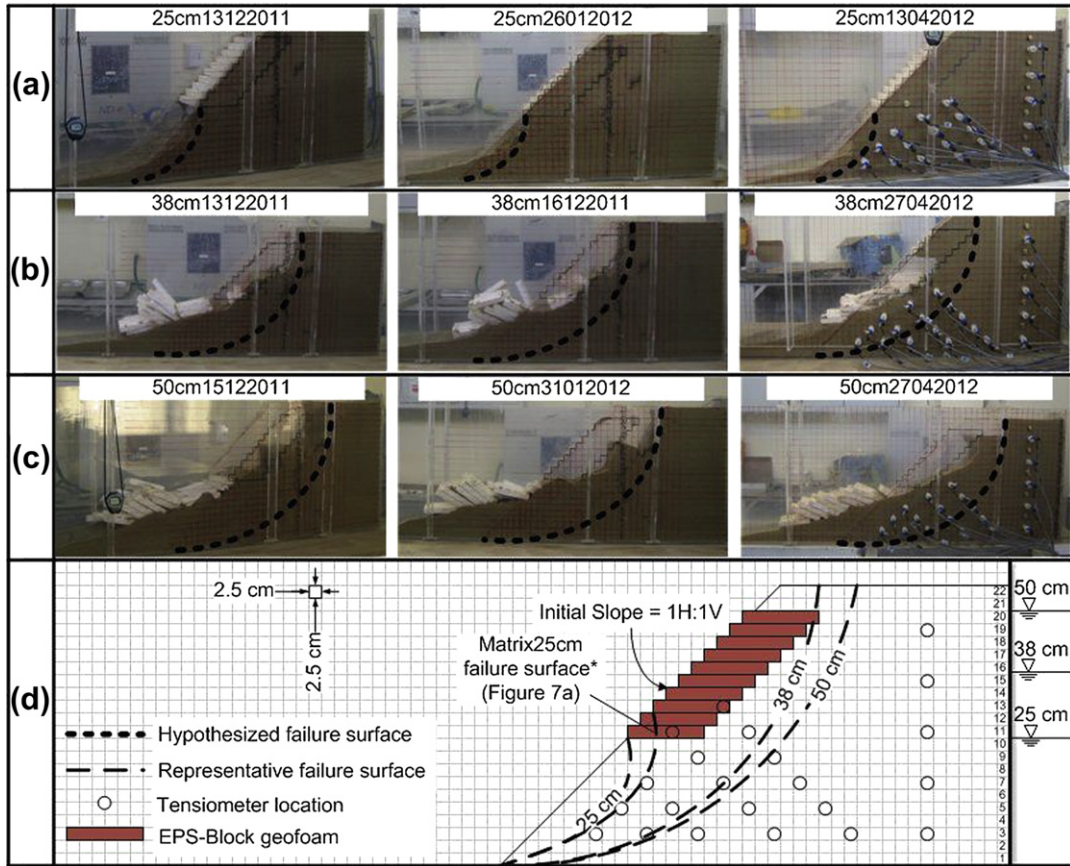 (a)
25cm13122011
25cm26012012
25cm13042012
(b)
38cm13122011
38cm16122011
38cm27042012
(c)
50cm15122011
50cm31012012
50cm27042012
(d)
2.5 cm
2.5 cm
Initial Slope = 1H:1V
Matrix25cm
failure surface*
(Figure 7a)
38 cm
50 cm
25 cm
Hypothesized failure surface
Representative failure surface
Tensiometer location
EPS-Block geofoam
22
21
20
19
18
17
16
15
14
13
12
11
10
9
8
7
6
5
4
3
2
1
50 cm
38 cm
25 cm